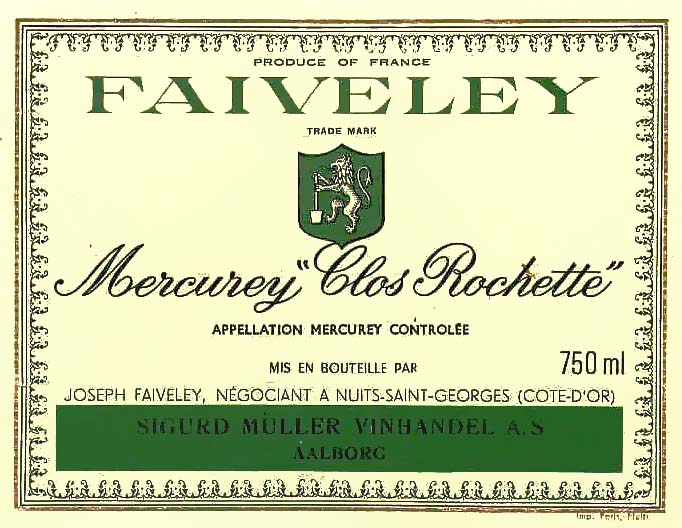 PRODUCE OF FRANCE
FAIVELEY
TRADE MARK
Mercurey "Clos Rochette"
APPELLATION MERCUREY CONTROLÉE
MIS EN BOUTEILLE PAR
750 ml
JOSEPH FAIVELEY, NÉGOCIANT A NUITS-SAINT-GEORGES (COTE-D'OR)
SIGURD MÜLLER VINHANDEL A.S
AALBORG
Imp.